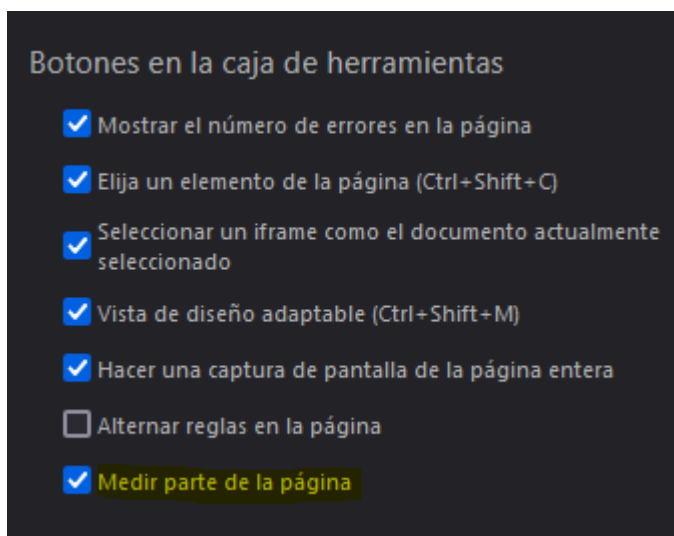 Botones en la caja de herramientas
Mostrar el número de errores en la página
Elija un elemento de la página (Ctrl+Shift+C)
Seleccionar un iframe como el documento actualmente
seleccionado
Vista de diseño adaptable (Ctrl+Shift+M)
Hacer una captura de pantalla de la página entera
Alternar reglas en la página
Medir parte de la página